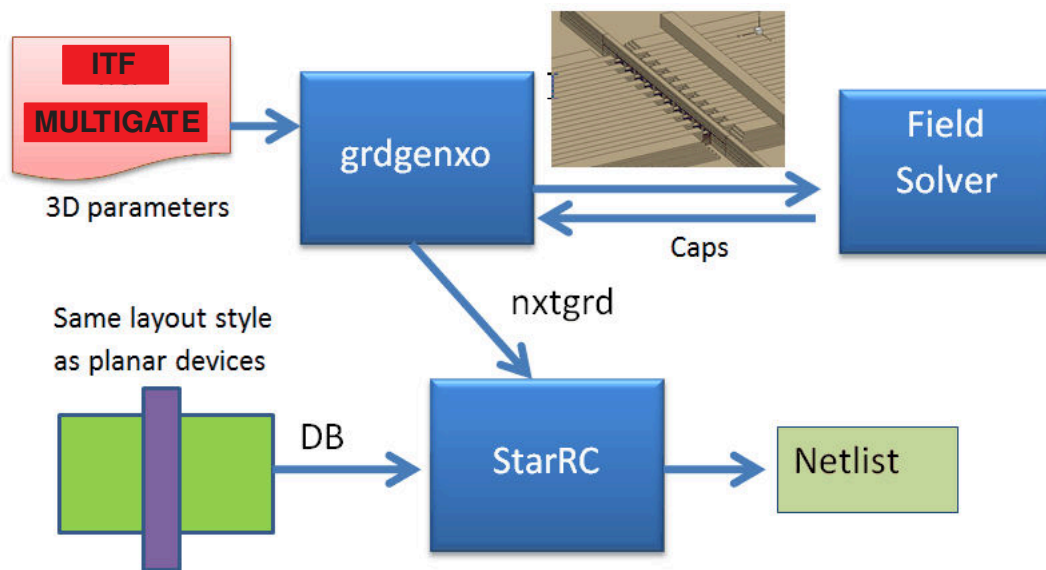 ITF
MULTIGATE
3D parameters
grdgenxo
Field
Solver
Caps
nxtgrd
Same layout style
as planar devices
DB
StarRC
Netlist